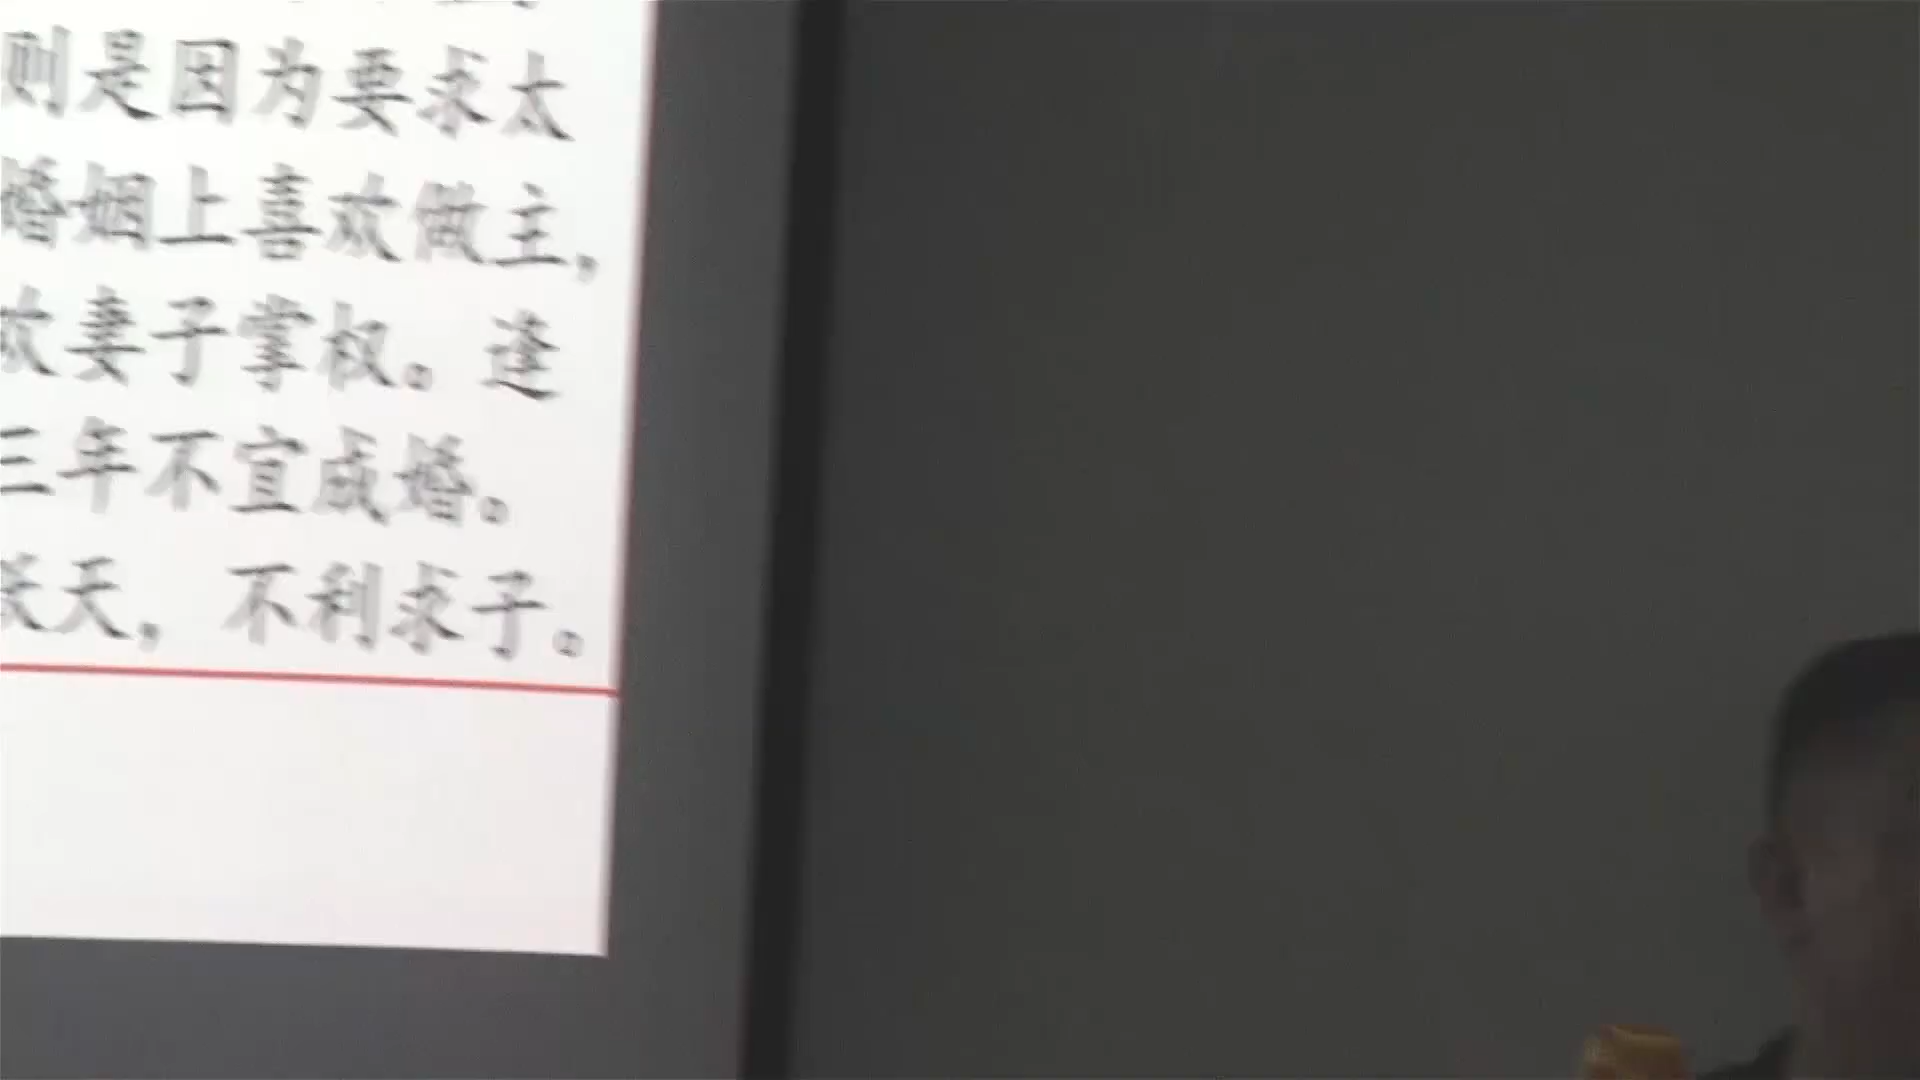 则是因为要求太
婚姻上喜欢做主，
欢妻子掌权。逢
三年不宜成婚。
天，不利求子。